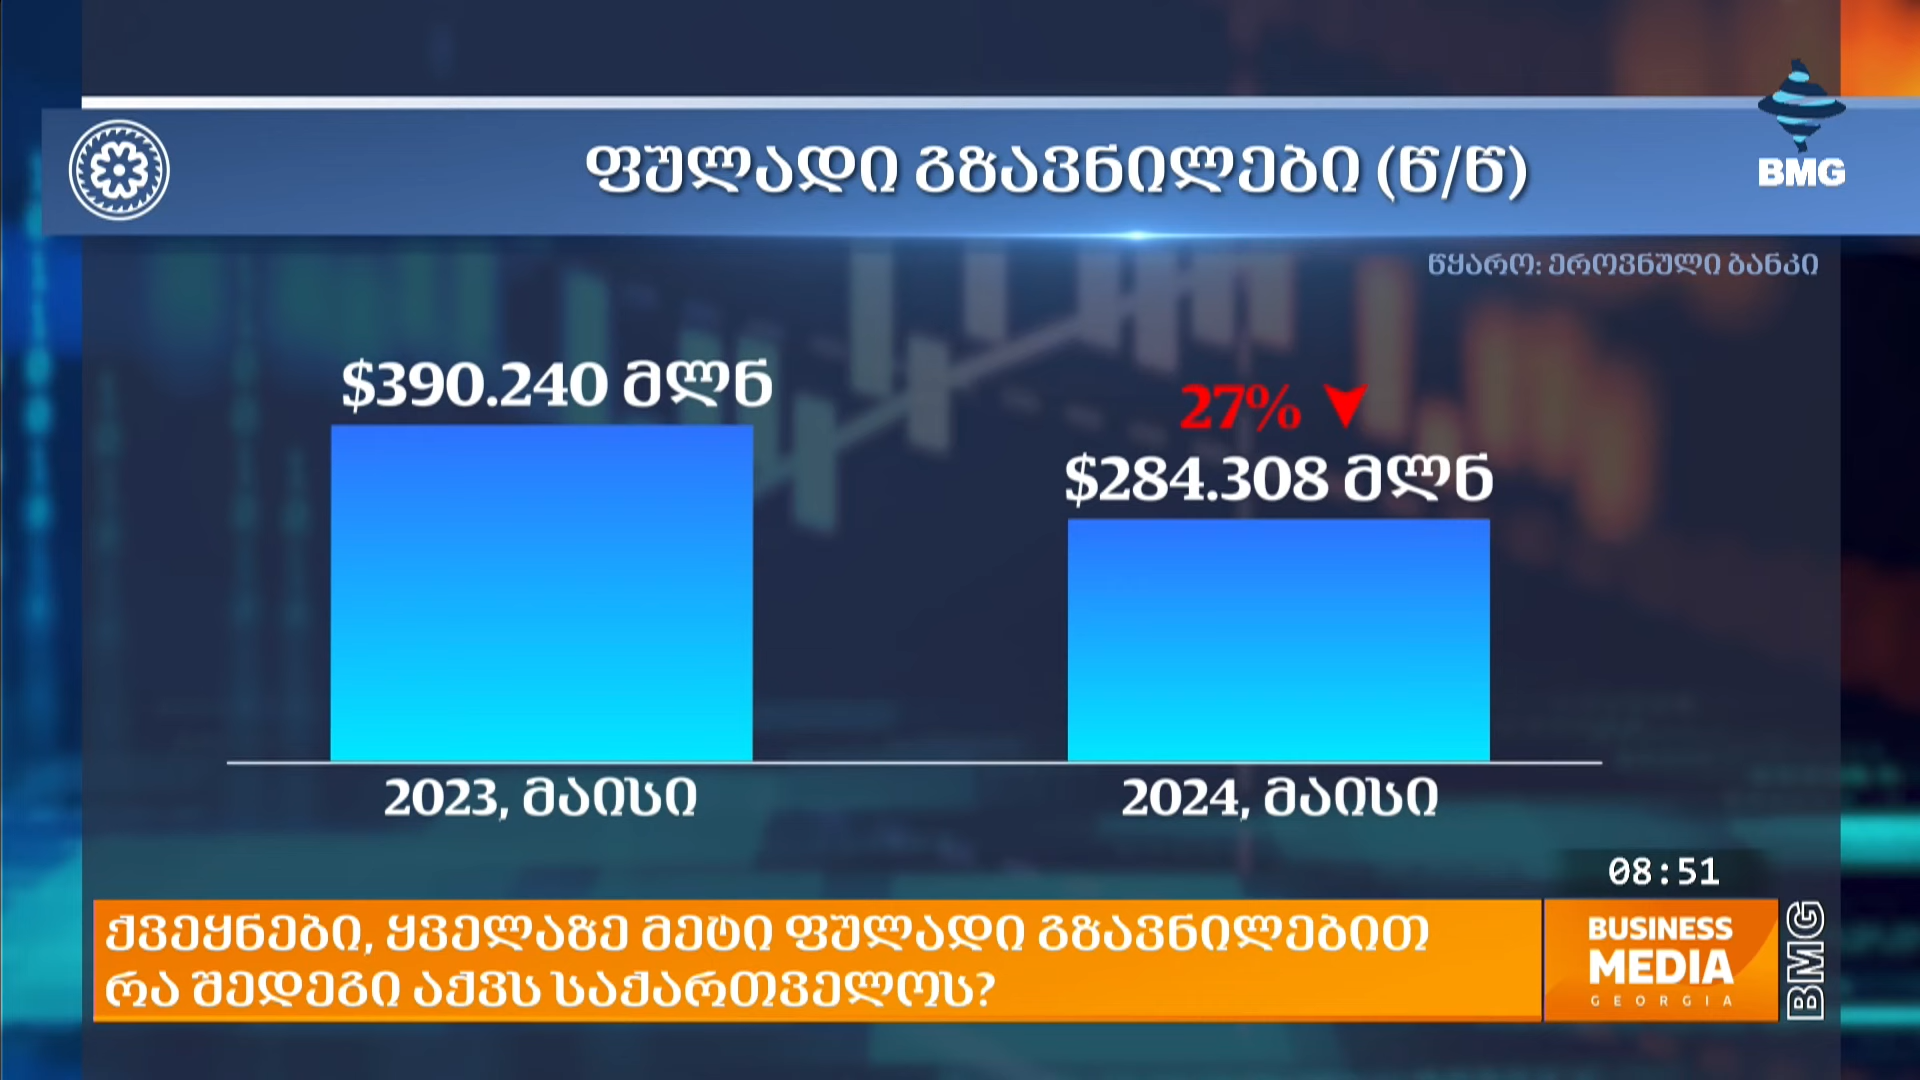 ფულადი გზავნილები (წ/წ)
BMG
წყარო: ეროვნული ბანკი
$390.240 მლნ
27%
$284.308 მლნ
2023, მაისი
2024, მაისი
08:51
ქვეყნები, ყველაზე მეტი ფულადი გზავნილებით
რა შედეგი აქვს საქართველოს?
BUSINESS
MEDIA
GEORGIA
BMG